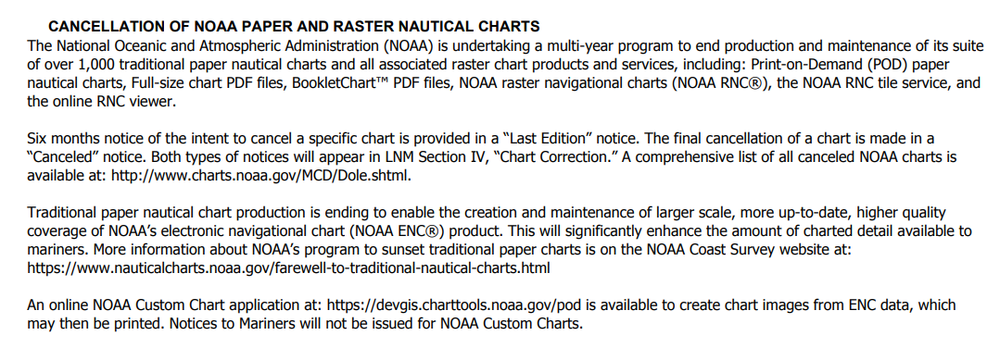 CANCELLATION OF NOAA PAPER AND RASTER NAUTICAL CHARTS
The National Oceanic and Atmospheric Administration (NOAA) is undertaking a multi-year program to end production and maintenance of its suite
of over 1,000 traditional paper nautical charts and all associated raster chart products and services, including: Print-on-Demand (POD) paper
nautical charts, Full-size chart PDF files, BookletChart™ PDF files, NOAA raster navigational charts (NOAA RNC®), the NOAA RNC tile service, and
the online RNC viewer.
Six months notice of the intent to cancel a specific chart is provided in a “Last Edition” notice. The final cancellation of a chart is made in a
“Canceled” notice. Both types of notices will appear in LNM Section IV, “Chart Correction.” A comprehensive list of all canceled NOAA charts is
available at: http://www.charts.noaa.gov/MCD/Dole.shtml.
Traditional paper nautical chart production is ending to enable the creation and maintenance of larger scale, more up-to-date, higher quality
coverage of NOAA’s electronic navigational chart (NOAA ENC®) product. This will significantly enhance the amount of charted detail available to
mariners. More information about NOAA’s program to sunset traditional paper charts is on the NOAA Coast Survey website at:
https://www.nauticalcharts.noaa.gov/farewell-to-traditional-nautical-charts.html
An online NOAA Custom Chart application at: https://devgis.charttools.noaa.gov/pod is available to create chart images from ENC data, which
may then be printed. Notices to Mariners will not be issued for NOAA Custom Charts.